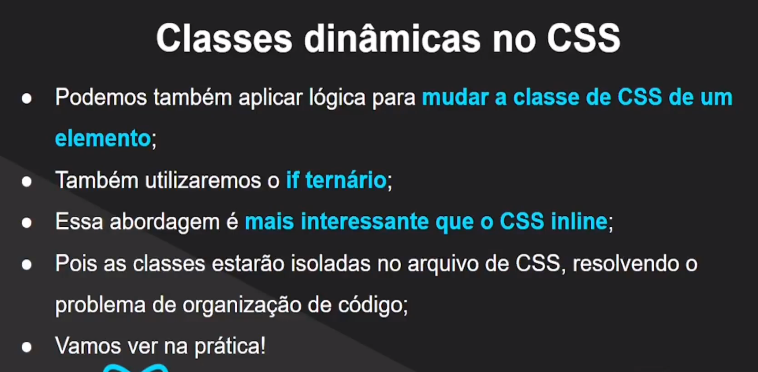 Classes dinâmicas no CSS
● Podemos também aplicar lógica para mudar a classe de CSS de um
elemento;
● Também utilizaremos o if ternário;
● Essa abordagem é mais interessante que o CSS inline;
● Pois as classes estarão isoladas no arquivo de CSS, resolvendo o
problema de organização de código;
● Vamos ver na prática!